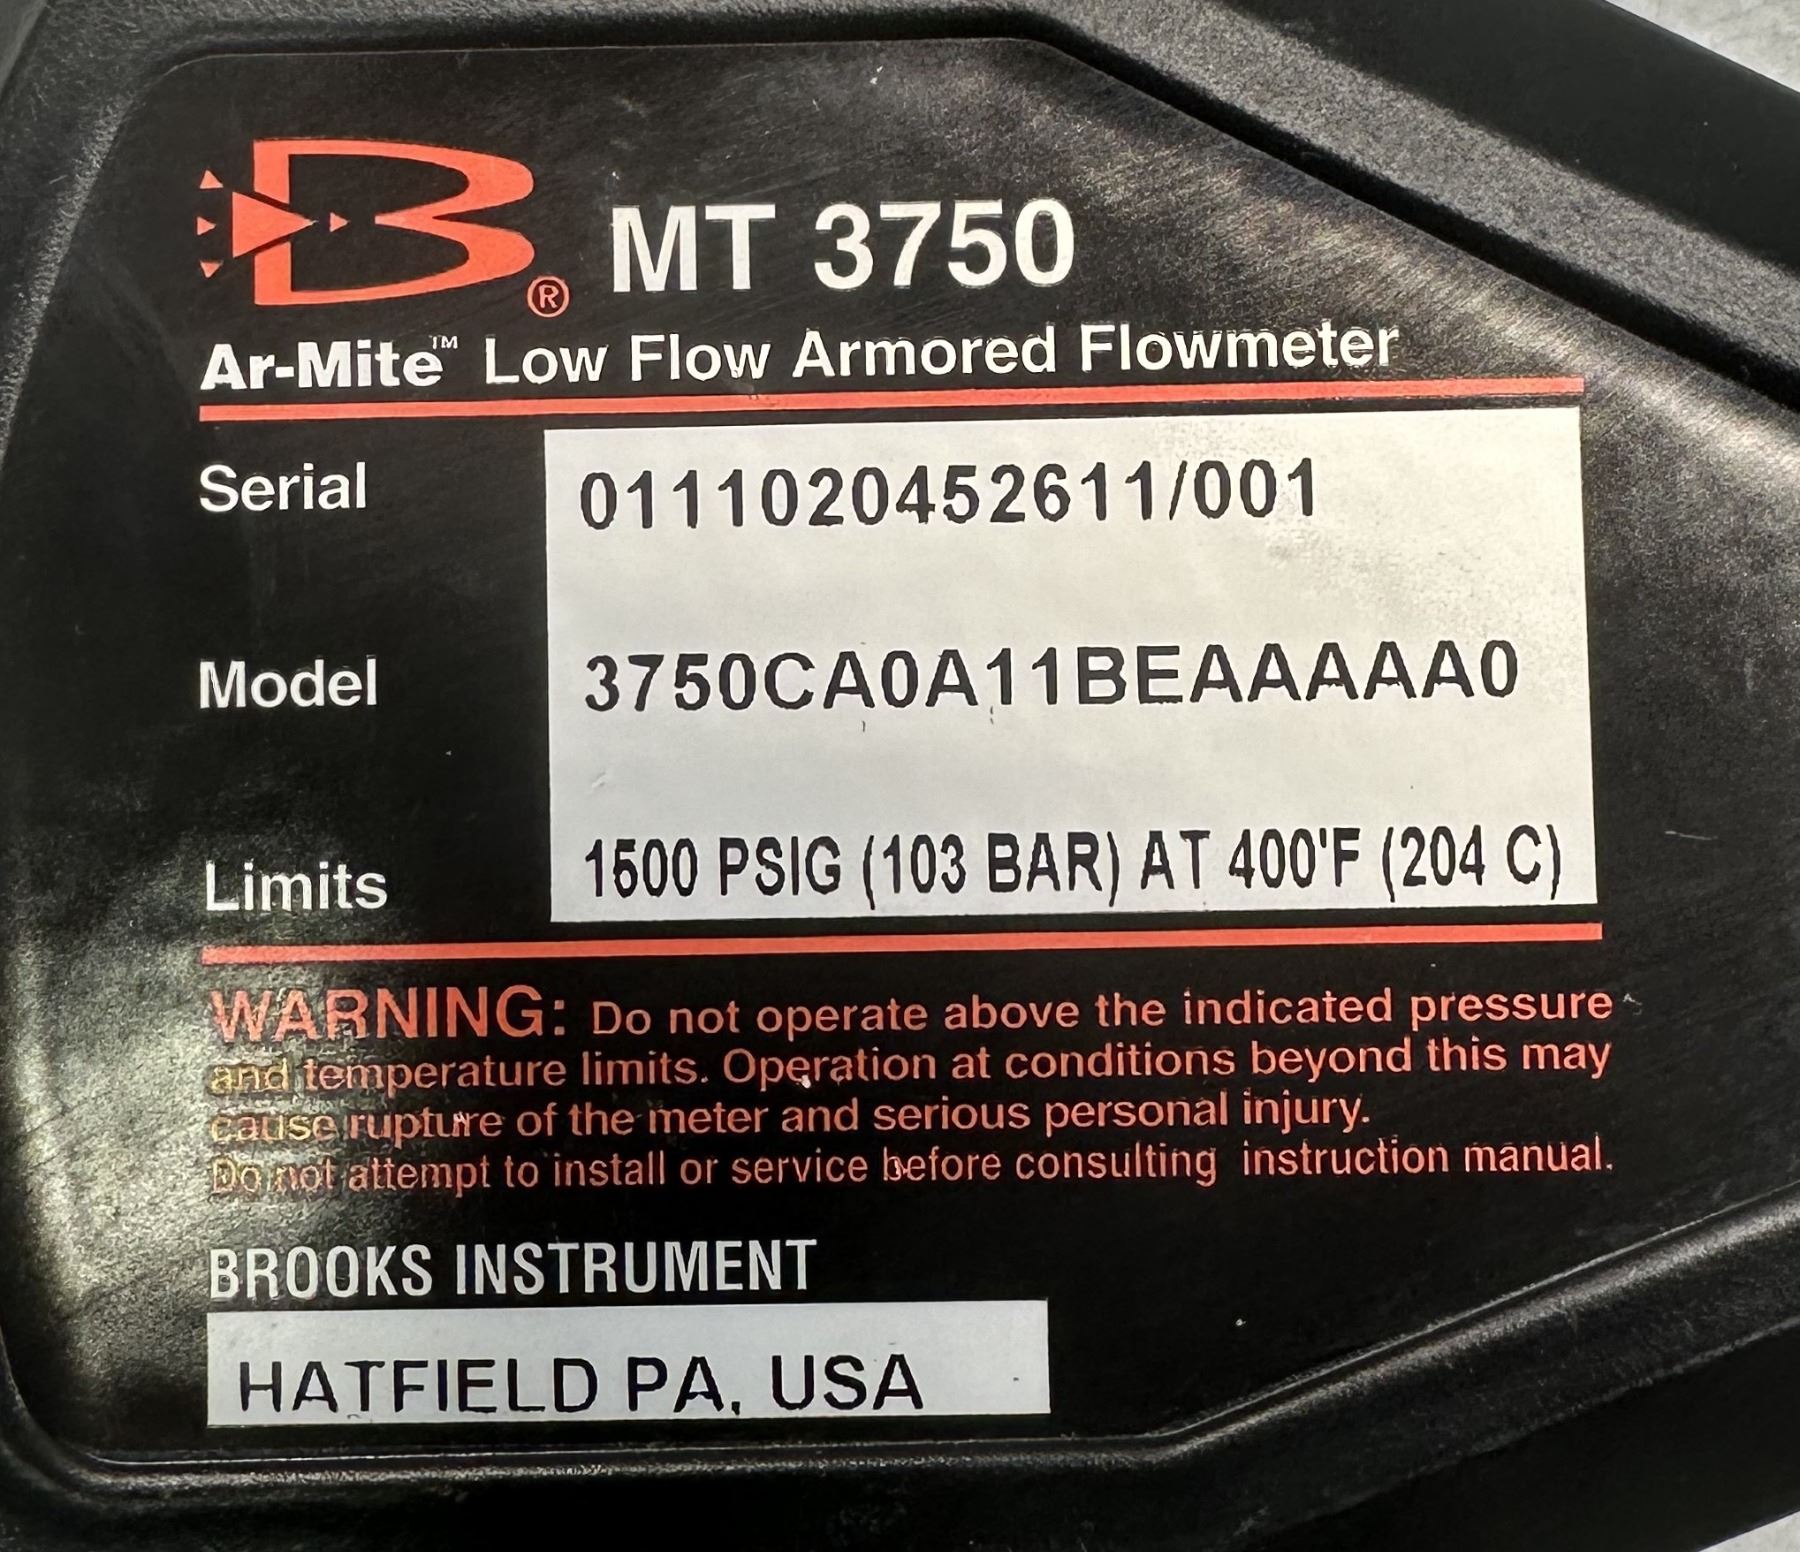 B® MT 3750
Ar-Mite™ Low Flow Armored Flowmeter
Serial 0111020452611/001
Model 3750CA0A11BEAAAAAA0
Limits 1500 PSIG (103 BAR) AT 400'F (204 C)
WARNING: Do not operate above the indicated pressure
and temperature limits. Operation at conditions beyond this may
cause rupture of the meter and serious personal injury.
Do not attempt to install or service before consulting instruction manual.
BROOKS INSTRUMENT
HATFIELD PA, USA